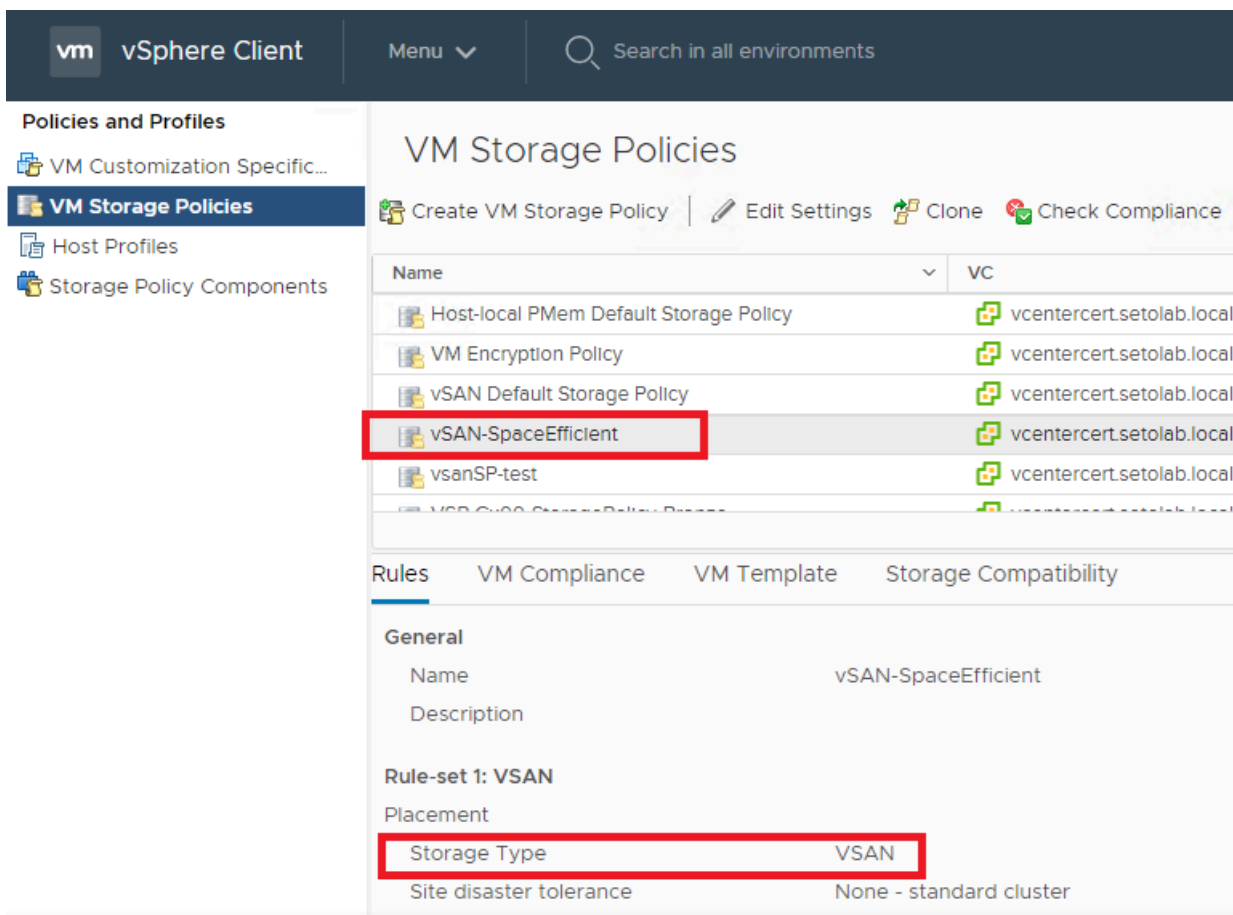 vm vSphere Client Menu Search in all environments
Policies and Profiles
VM Customization Specific...
VM Storage Policies
Host Profiles
Storage Policy Components
VM Storage Policies
Create VM Storage Policy Edit Settings Clone Check Compliance
Name VC
Host-local PMem Default Storage Policy vcentercert.setolab.local
VM Encryption Policy vcentercert.setolab.local
vSAN Default Storage Policy vcentercert.setolab.local
vSAN-SpaceEfficient vcentercert.setolab.local
vsanSP-test vcentercert.setolab.local
Rules VM Compliance VM Template Storage Compatibility
General
Name vSAN-SpaceEfficient
Description
Rule-set 1: VSAN
Placement
Storage Type VSAN
Site disaster tolerance None - standard cluster